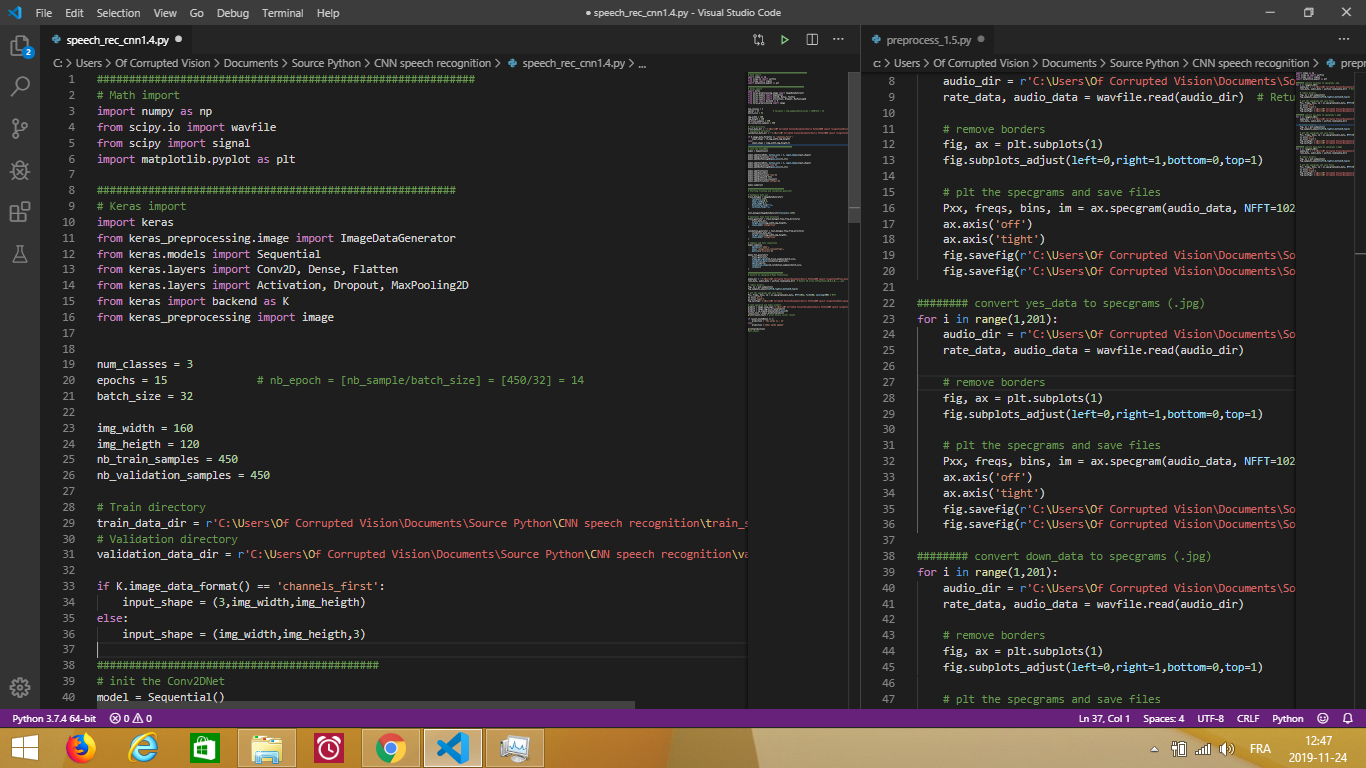 File Edit Selection View Go Debug Terminal Help
● speech_rec_cnn1.4.py - Visual Studio Code
speech_rec_cnn1.4.py ●
C: > Users > Of Corrupted Vision > Documents > Source Python > CNN speech recognition > speech_rec_cnn1.4.py > ...
1 ###########################################################
2 # Math import
3 import numpy as np
4 from scipy.io import wavfile
5 from scipy import signal
6 import matplotlib.pyplot as plt
7
8 ########################################################
9 # Keras import
10 import keras
11 from keras_preprocessing.image import ImageDataGenerator
12 from keras.models import Sequential
13 from keras.layers import Conv2D, Dense, Flatten
14 from keras.layers import Activation, Dropout, MaxPooling2D
15 from keras import backend as K
16 from keras_preprocessing import image
17
18
19 num_classes = 3
20 epochs = 15 # nb_epoch = [nb_sample/batch_size] = [450/32] = 14
21 batch_size = 32
22
23 img_width = 160
24 img_heigth = 120
25 nb_train_samples = 450
26 nb_validation_samples = 450
27
28 # Train directory
29 train_data_dir = r'C:\Users\Of Corrupted Vision\Documents\Source Python\CNN speech recognition\train_s
30 # Validation directory
31 validation_data_dir = r'C:\Users\Of Corrupted Vision\Documents\Source Python\CNN speech recognition\va
32
33 if K.image_data_format() == 'channels_first':
34 input_shape = (3,img_width,img_heigth)
35 else:
36 input_shape = (img_width,img_heigth,3)
37
38 ############################################
39 # init the Conv2DNet
40 model = Sequential()
preprocess_1.5.py ●
c: > Users > Of Corrupted Vision > Documents > Source Python > CNN speech recognition > prepr
8 audio_dir = r'C:\Users\Of Corrupted Vision\Documents\So
9 rate_data, audio_data = wavfile.read(audio_dir) # Retu
10
11 # remove borders
12 fig, ax = plt.subplots(1)
13 fig.subplots_adjust(left=0,right=1,bottom=0,top=1)
14
15 # plt the specgrams and save files
16 Pxx, freqs, bins, im = ax.specgram(audio_data, NFFT=102
17 ax.axis('off')
18 ax.axis('tight')
19 fig.savefig(r'C:\Users\Of Corrupted Vision\Documents\So
20 fig.savefig(r'C:\Users\Of Corrupted Vision\Documents\So
21
22 ######## convert yes_data to specgrams (.jpg)
23 for i in range(1,201):
24 audio_dir = r'C:\Users\Of Corrupted Vision\Documents\So
25 rate_data, audio_data = wavfile.read(audio_dir)
26
27 # remove borders
28 fig, ax = plt.subplots(1)
29 fig.subplots_adjust(left=0,right=1,bottom=0,top=1)
30
31 # plt the specgrams and save files
32 Pxx, freqs, bins, im = ax.specgram(audio_data, NFFT=102
33 ax.axis('off')
34 ax.axis('tight')
35 fig.savefig(r'C:\Users\Of Corrupted Vision\Documents\So
36 fig.savefig(r'C:\Users\Of Corrupted Vision\Documents\So
37
38 ######## convert down_data to specgrams (.jpg)
39 for i in range(1,201):
40 audio_dir = r'C:\Users\Of Corrupted Vision\Documents\So
41 rate_data, audio_data = wavfile.read(audio_dir)
42
43 # remove borders
44 fig, ax = plt.subplots(1)
45 fig.subplots_adjust(left=0,right=1,bottom=0,top=1)
46
47 # plt the specgrams and save files
Python 3.7.4 64-bit 0 0
Ln 37, Col 1 Spaces: 4 UTF-8 CRLF Python
FRA
12:47
2019-11-24